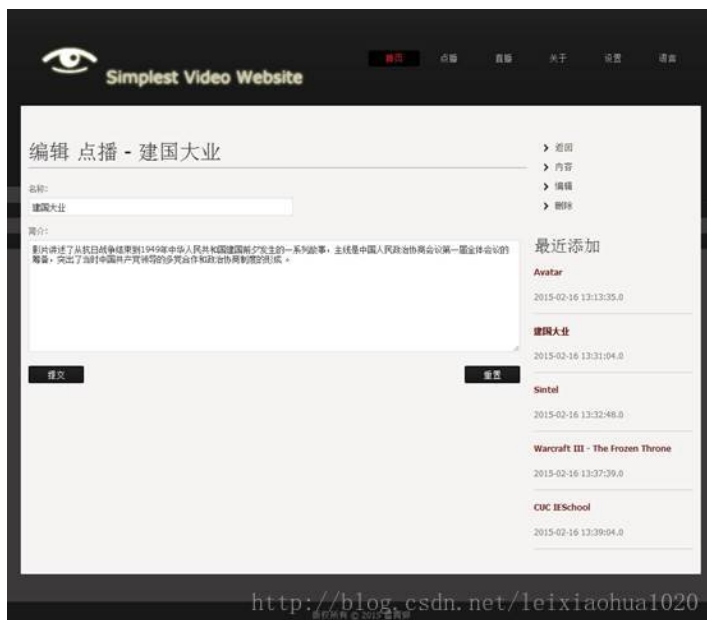 Simplest Video Website
首页 点播 直播 关于 设置 语言
编辑 点播 - 建国大业
名称:
建国大业
简介:
影片讲述了从抗日战争结束到1949年中华人民共和国建国前夕发生的一系列故事，主线是中国人民政治协商会议第一届全体会议的
筹备，突出了当时中国共产党领导的多党合作和政治协商制度的形成 。
提交
重置
返回
内容
编辑
删除
最近添加
Avatar
2015-02-16 13:13:35.0
建国大业
2015-02-16 13:31:04.0
Sintel
2015-02-16 13:32:48.0
Warcraft III - The Frozen Throne
2015-02-16 13:37:39.0
CUC IESchool
2015-02-16 13:39:04.0
http://blog.csdn.net/leixiaohua1020
版权所有 © 2015